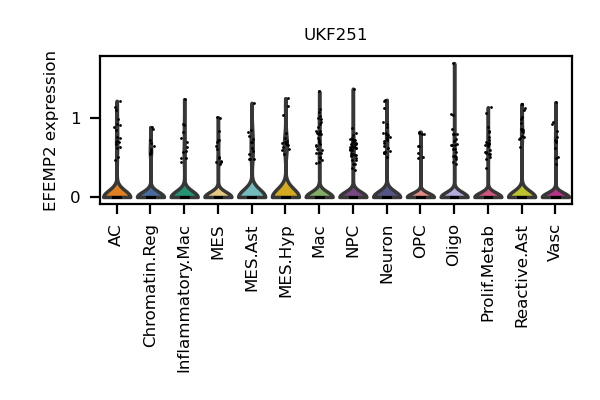 UKF251
EFEMP2 expression
1
0
AC
Chromatin.Reg
Inflammatory.Mac
MES
MES.Ast
MES.Hyp
Mac
NPC
Neuron
OPC
Oligo
Prolif.Metab
Reactive.Ast
Vasc